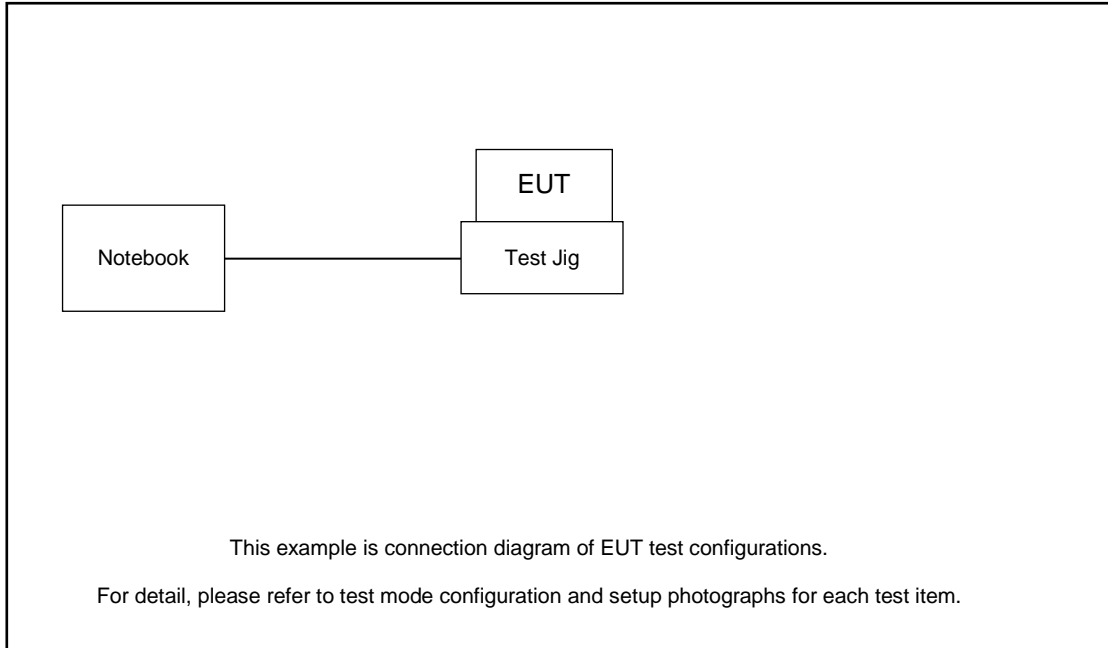 EUT
Notebook
Test Jig
This example is connection diagram of EUT test configurations.
For detail, please refer to test mode configuration and setup photographs for each test item.